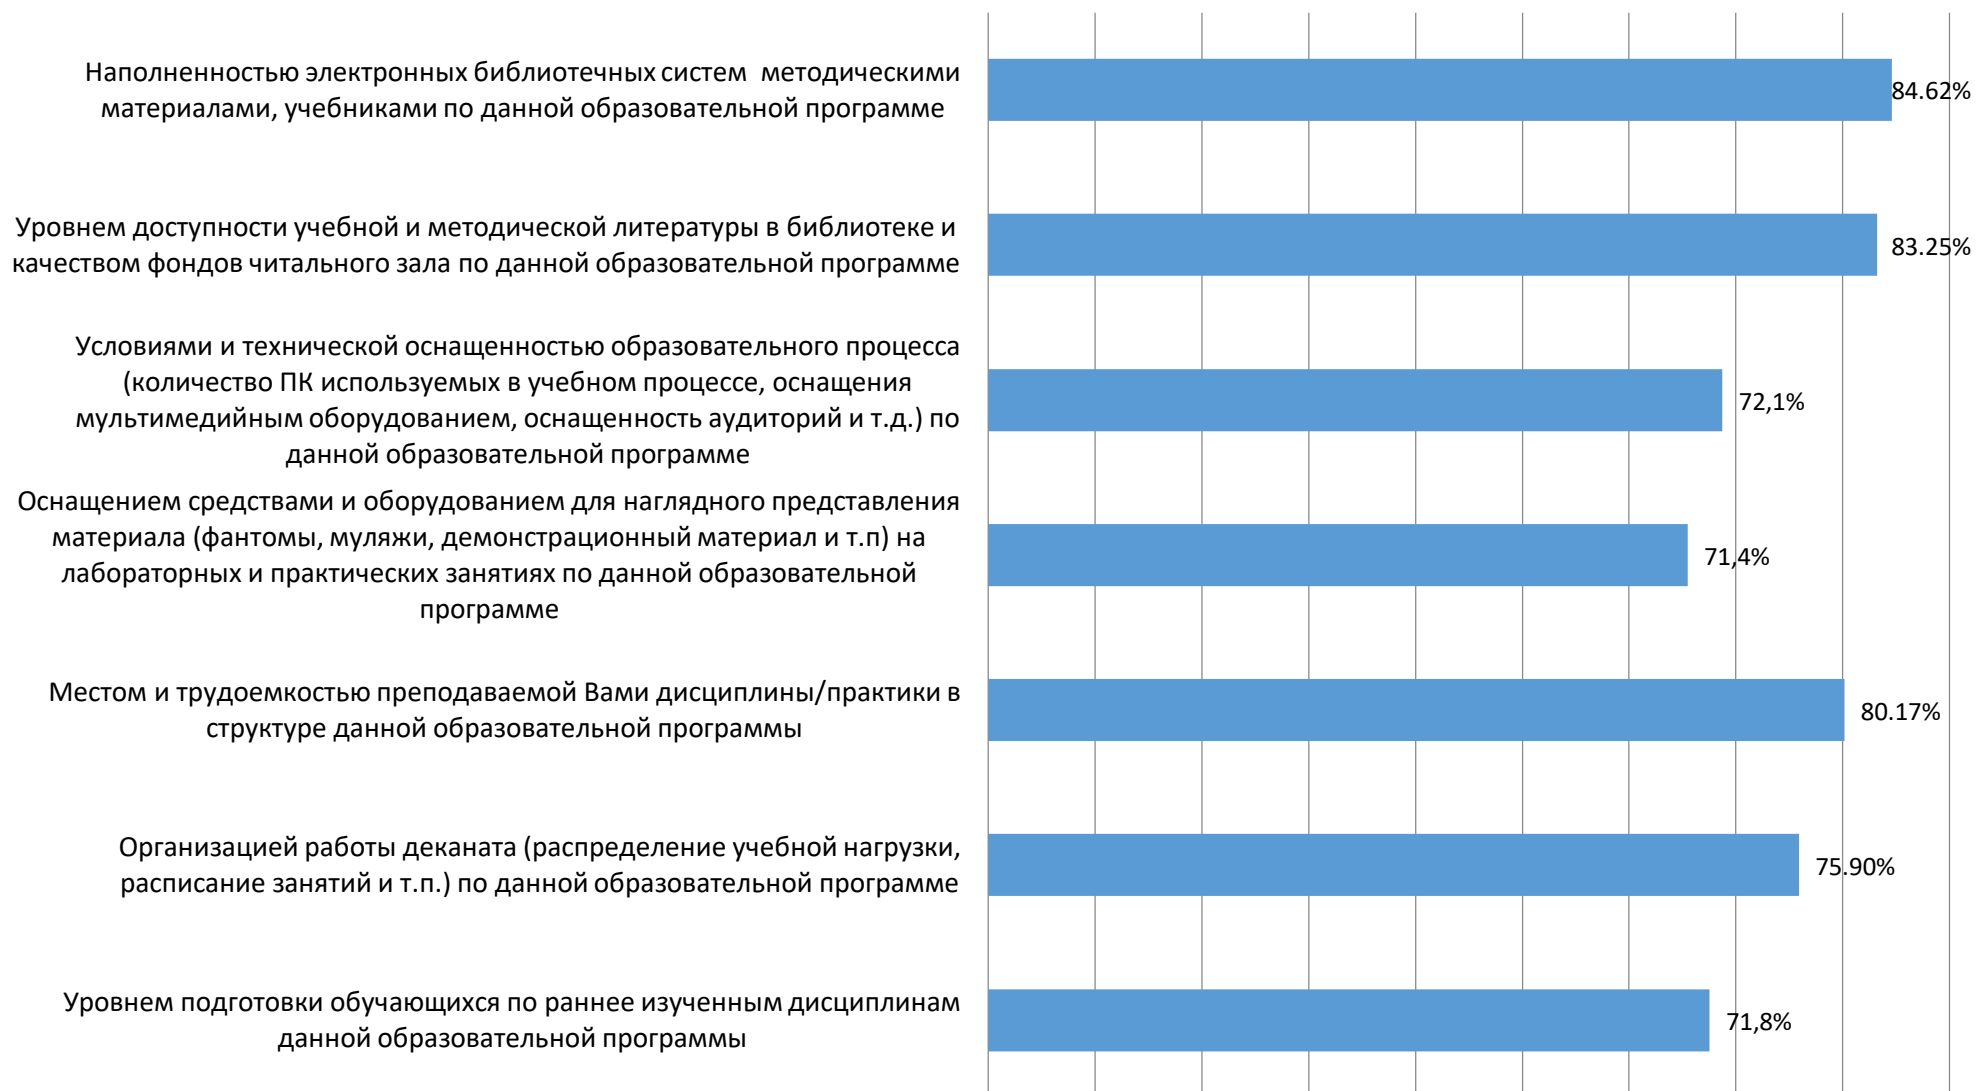 Наполненностью электронных библиотечных систем  методическими
материалами, учебниками по данной образовательной программе
84.62%
Уровнем доступности учебной и методической литературы в библиотеке и
качеством фондов читального зала по данной образовательной программе
83.25%
Условиями и технической оснащенностью образовательного процесса
(количество ПК используемых в учебном процессе, оснащения
мультимедийным оборудованием, оснащенность аудиторий и т.д.) по
данной образовательной программе
72,1%
Оснащением средствами и оборудованием для наглядного представления
материала (фантомы, муляжи, демонстрационный материал и т.п) на
лабораторных и практических занятиях по данной образовательной
программе
71,4%
Местом и трудоемкостью преподаваемой Вами дисциплины/практики в
структуре данной образовательной программы
80.17%
Организацией работы деканата (распределение учебной нагрузки,
расписание занятий и т.п.) по данной образовательной программе
75.90%
Уровнем подготовки обучающихся по раннее изученным дисциплинам
данной образовательной программы
71,8%